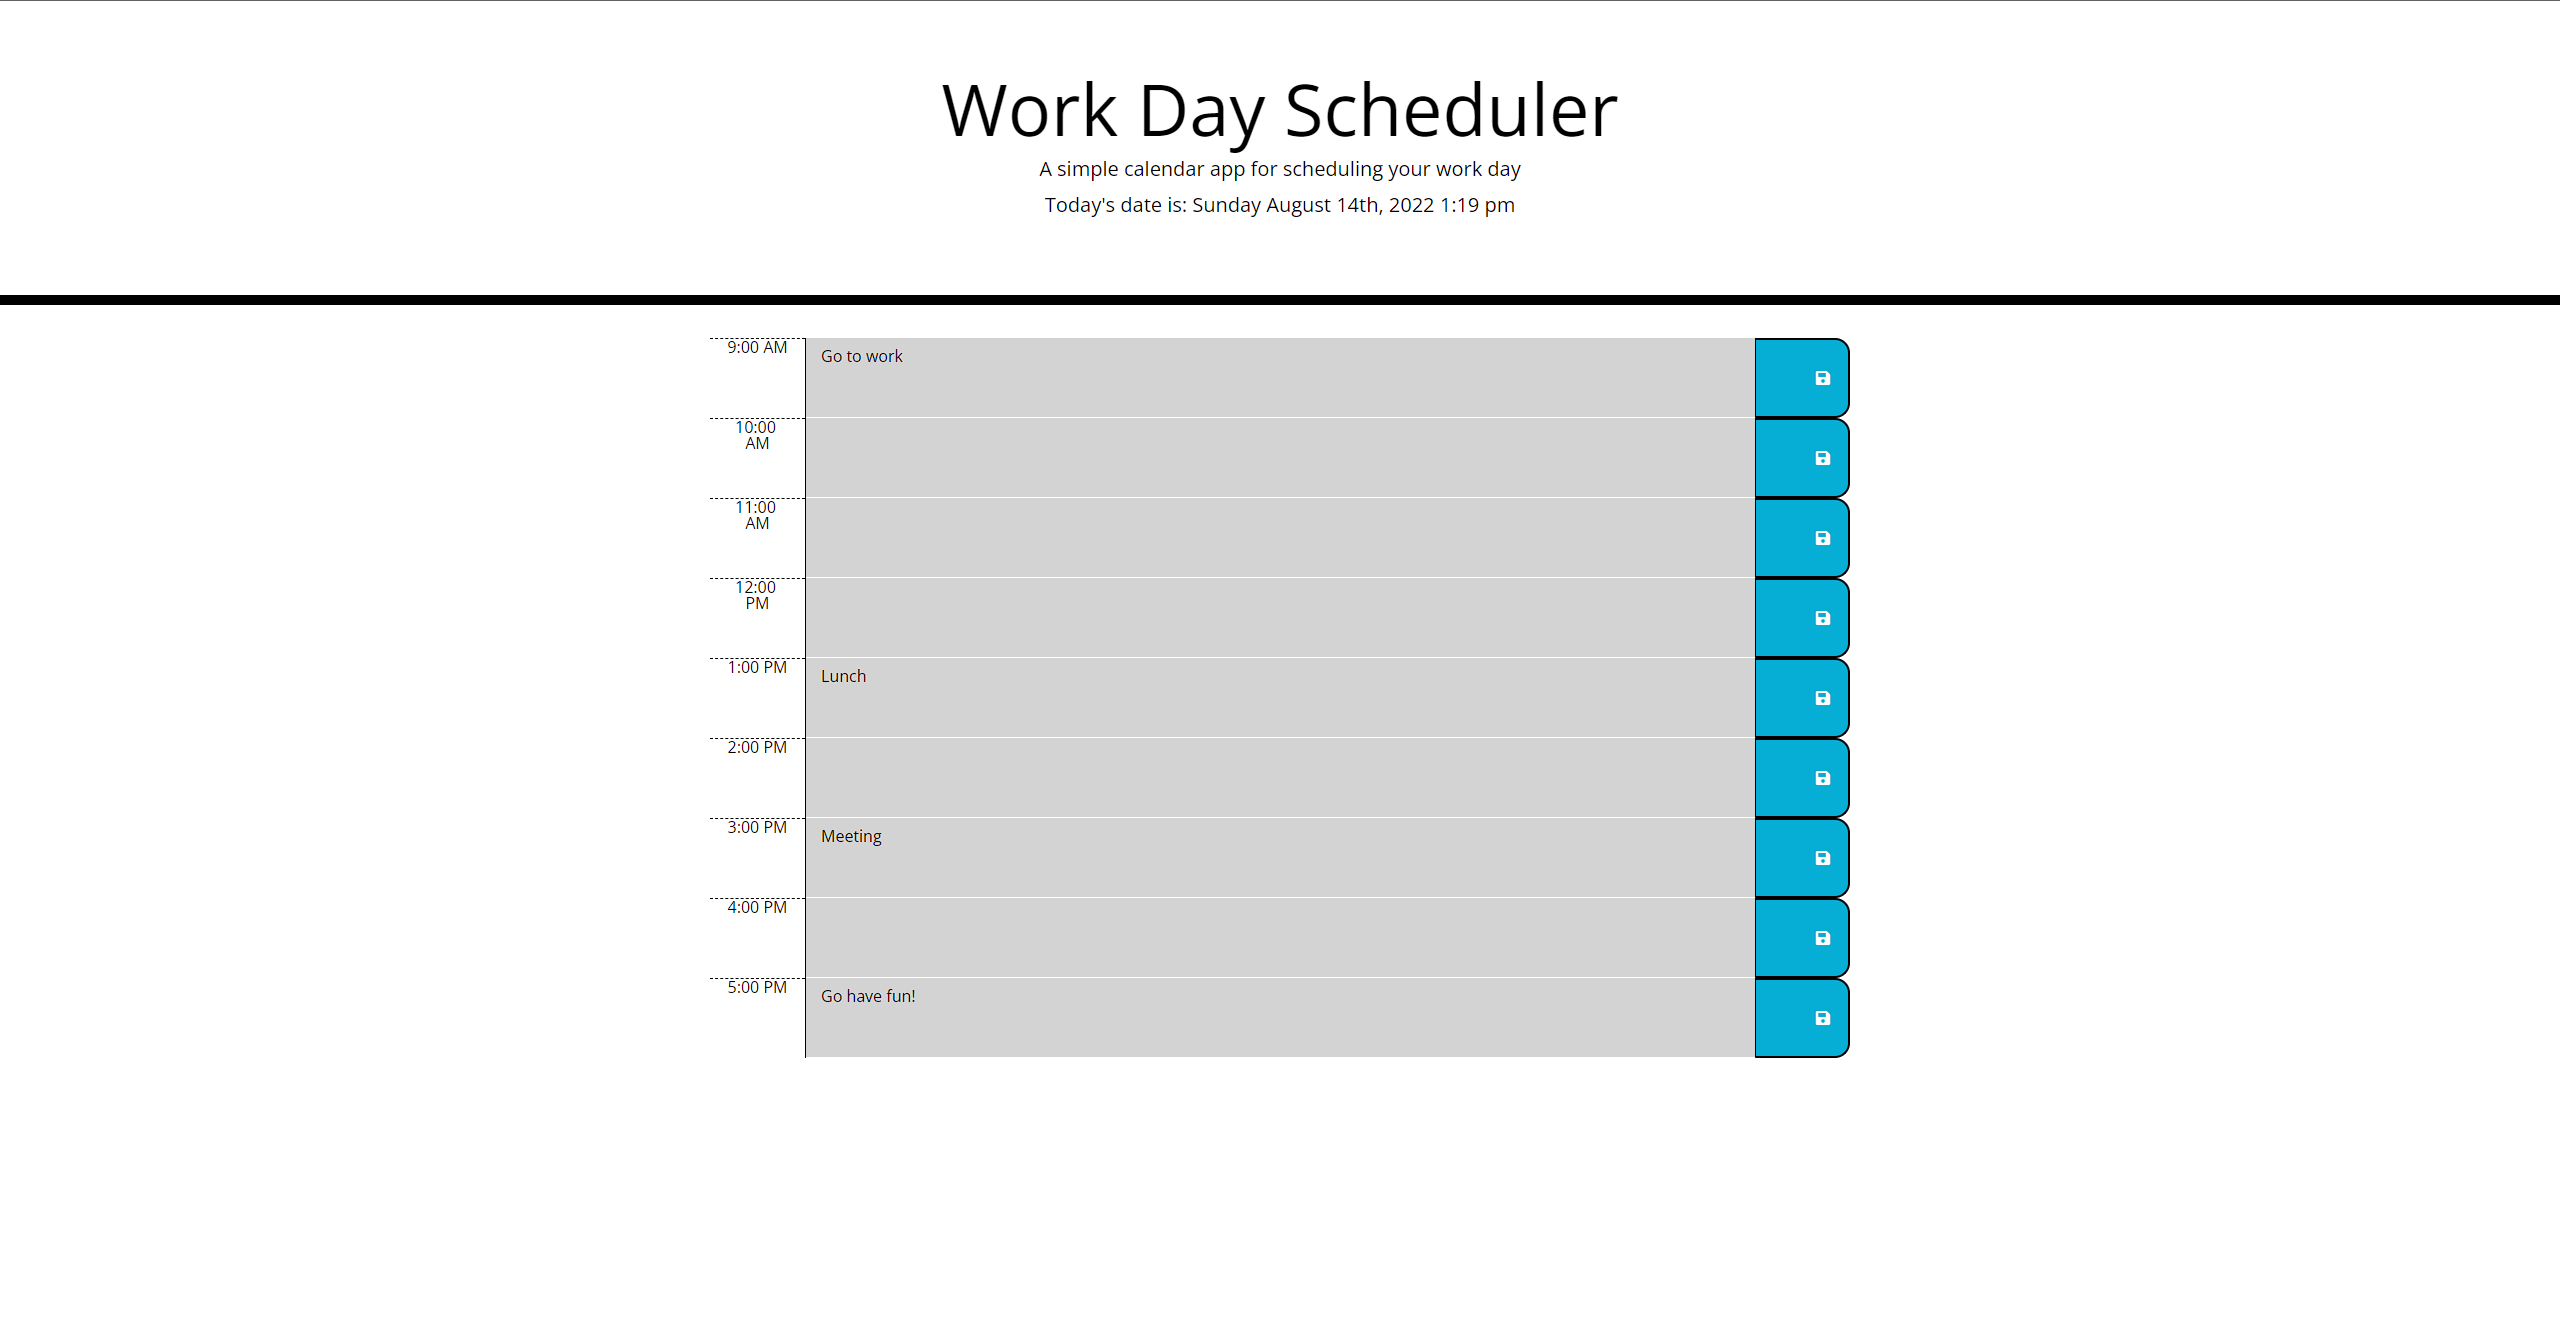 Work Day Scheduler
A simple calendar app for scheduling your work day
Today's date is: Sunday August 14th, 2022 1:19 pm
9:00 AM
Go to work
10:00
AM
11:00
AM
12:00
PM
1:00 PM
Lunch
2:00 PM
3:00 PM
Meeting
4:00 PM
5:00 PM
Go have fun!